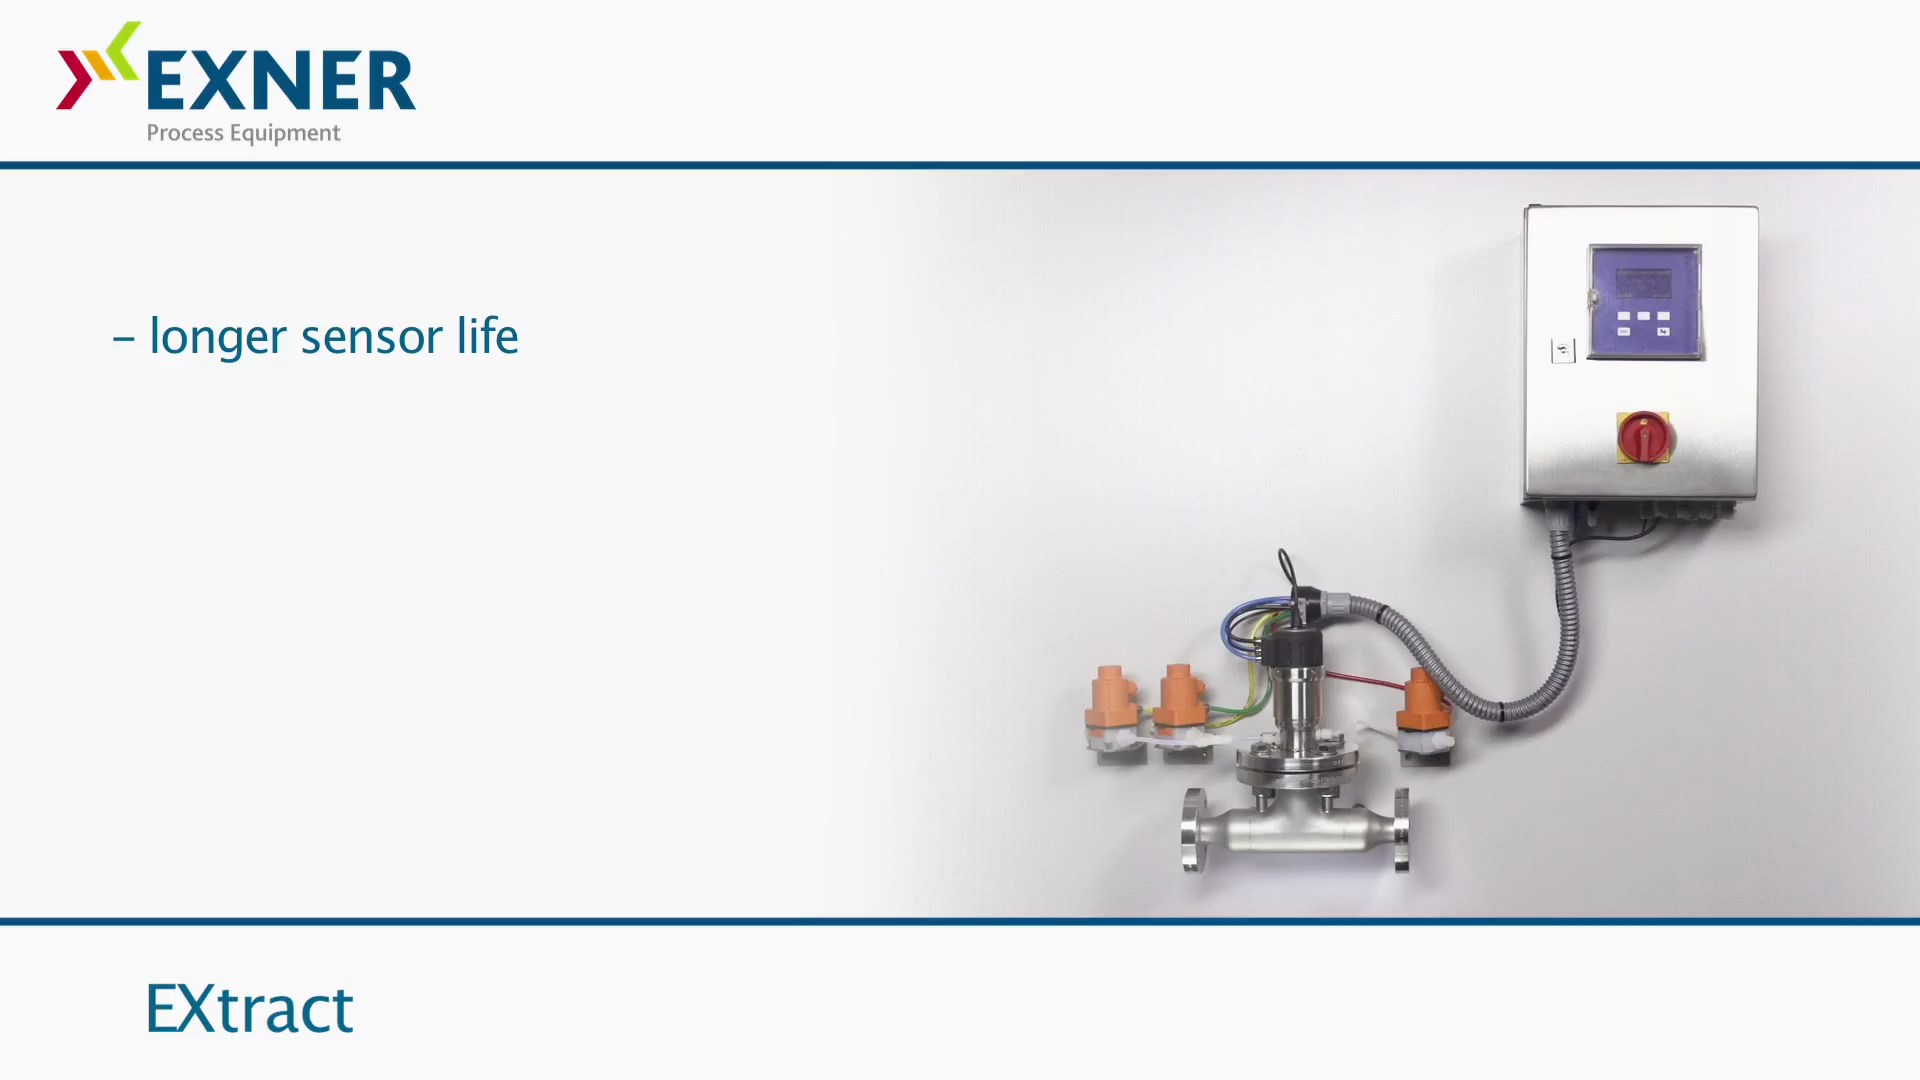 EXNER
Process Equipment
– longer sensor life
EXtract